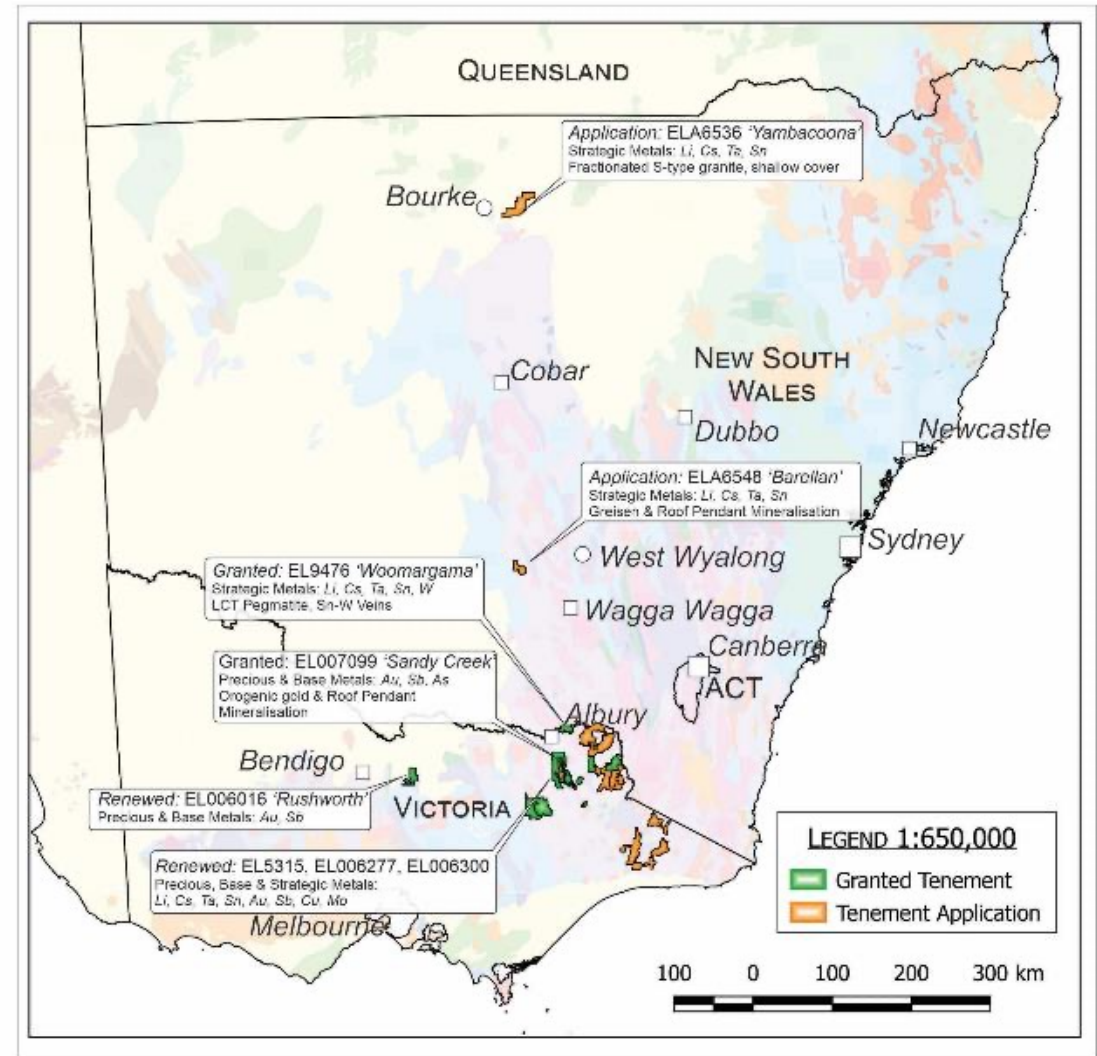 QUEENSLAND
Application: ELA6536 'Yambacoona'
Strategic Metals: Li, Cs, Ta, Sn
Fractionated S-type granite, shallow cover
Bourke
Cobar
NEW SOUTH
WALES
Dubbo
Newcastle
Application: ELA6548 'Barellan'
Strategic Metals: Li, Cs, Ta, Sn
Greisen & Roof Pendant Mineralisation
Sydney
West Wyalong
Granted: EL9476 'Woomargama'
Strategic Metals: Li, Cs, Ta, Sn, W
LCT Pegmatite, Sn-W Veins
Wagga Wagga
Canberra
ACT
Granted: EL007099 'Sandy Creek'
Precious & Base Metals: Au, Sb, As
Orogenic gold & Roof Pendant
Mineralisation
Albury
Bendigo
Renewed: EL006016 'Rushworth'
Precious & Base Metals: Au, Sb
VICTORIA
Renewed: EL5315, EL006277, EL006300
Precious, Base & Strategic Metals:
Li, Cs, Ta, Sn, Au, Sb, Cu, Mo
Melbourne
LEGEND 1:650,000
Granted Tenement
Tenement Application
100 0 100 200 300 km